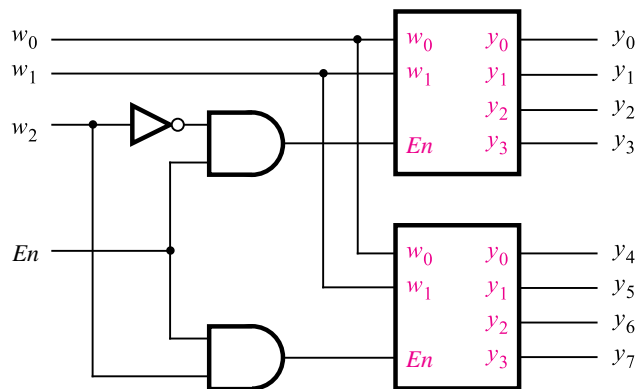 w₀ w₀ y₀ y₀
w₁ w₁ y₁ y₁
y₂ y₂
w₂ En y₃ y₃
En w₀ y₀ y₄
w₁ y₁ y₅
y₂ y₆
En y₃ y₇